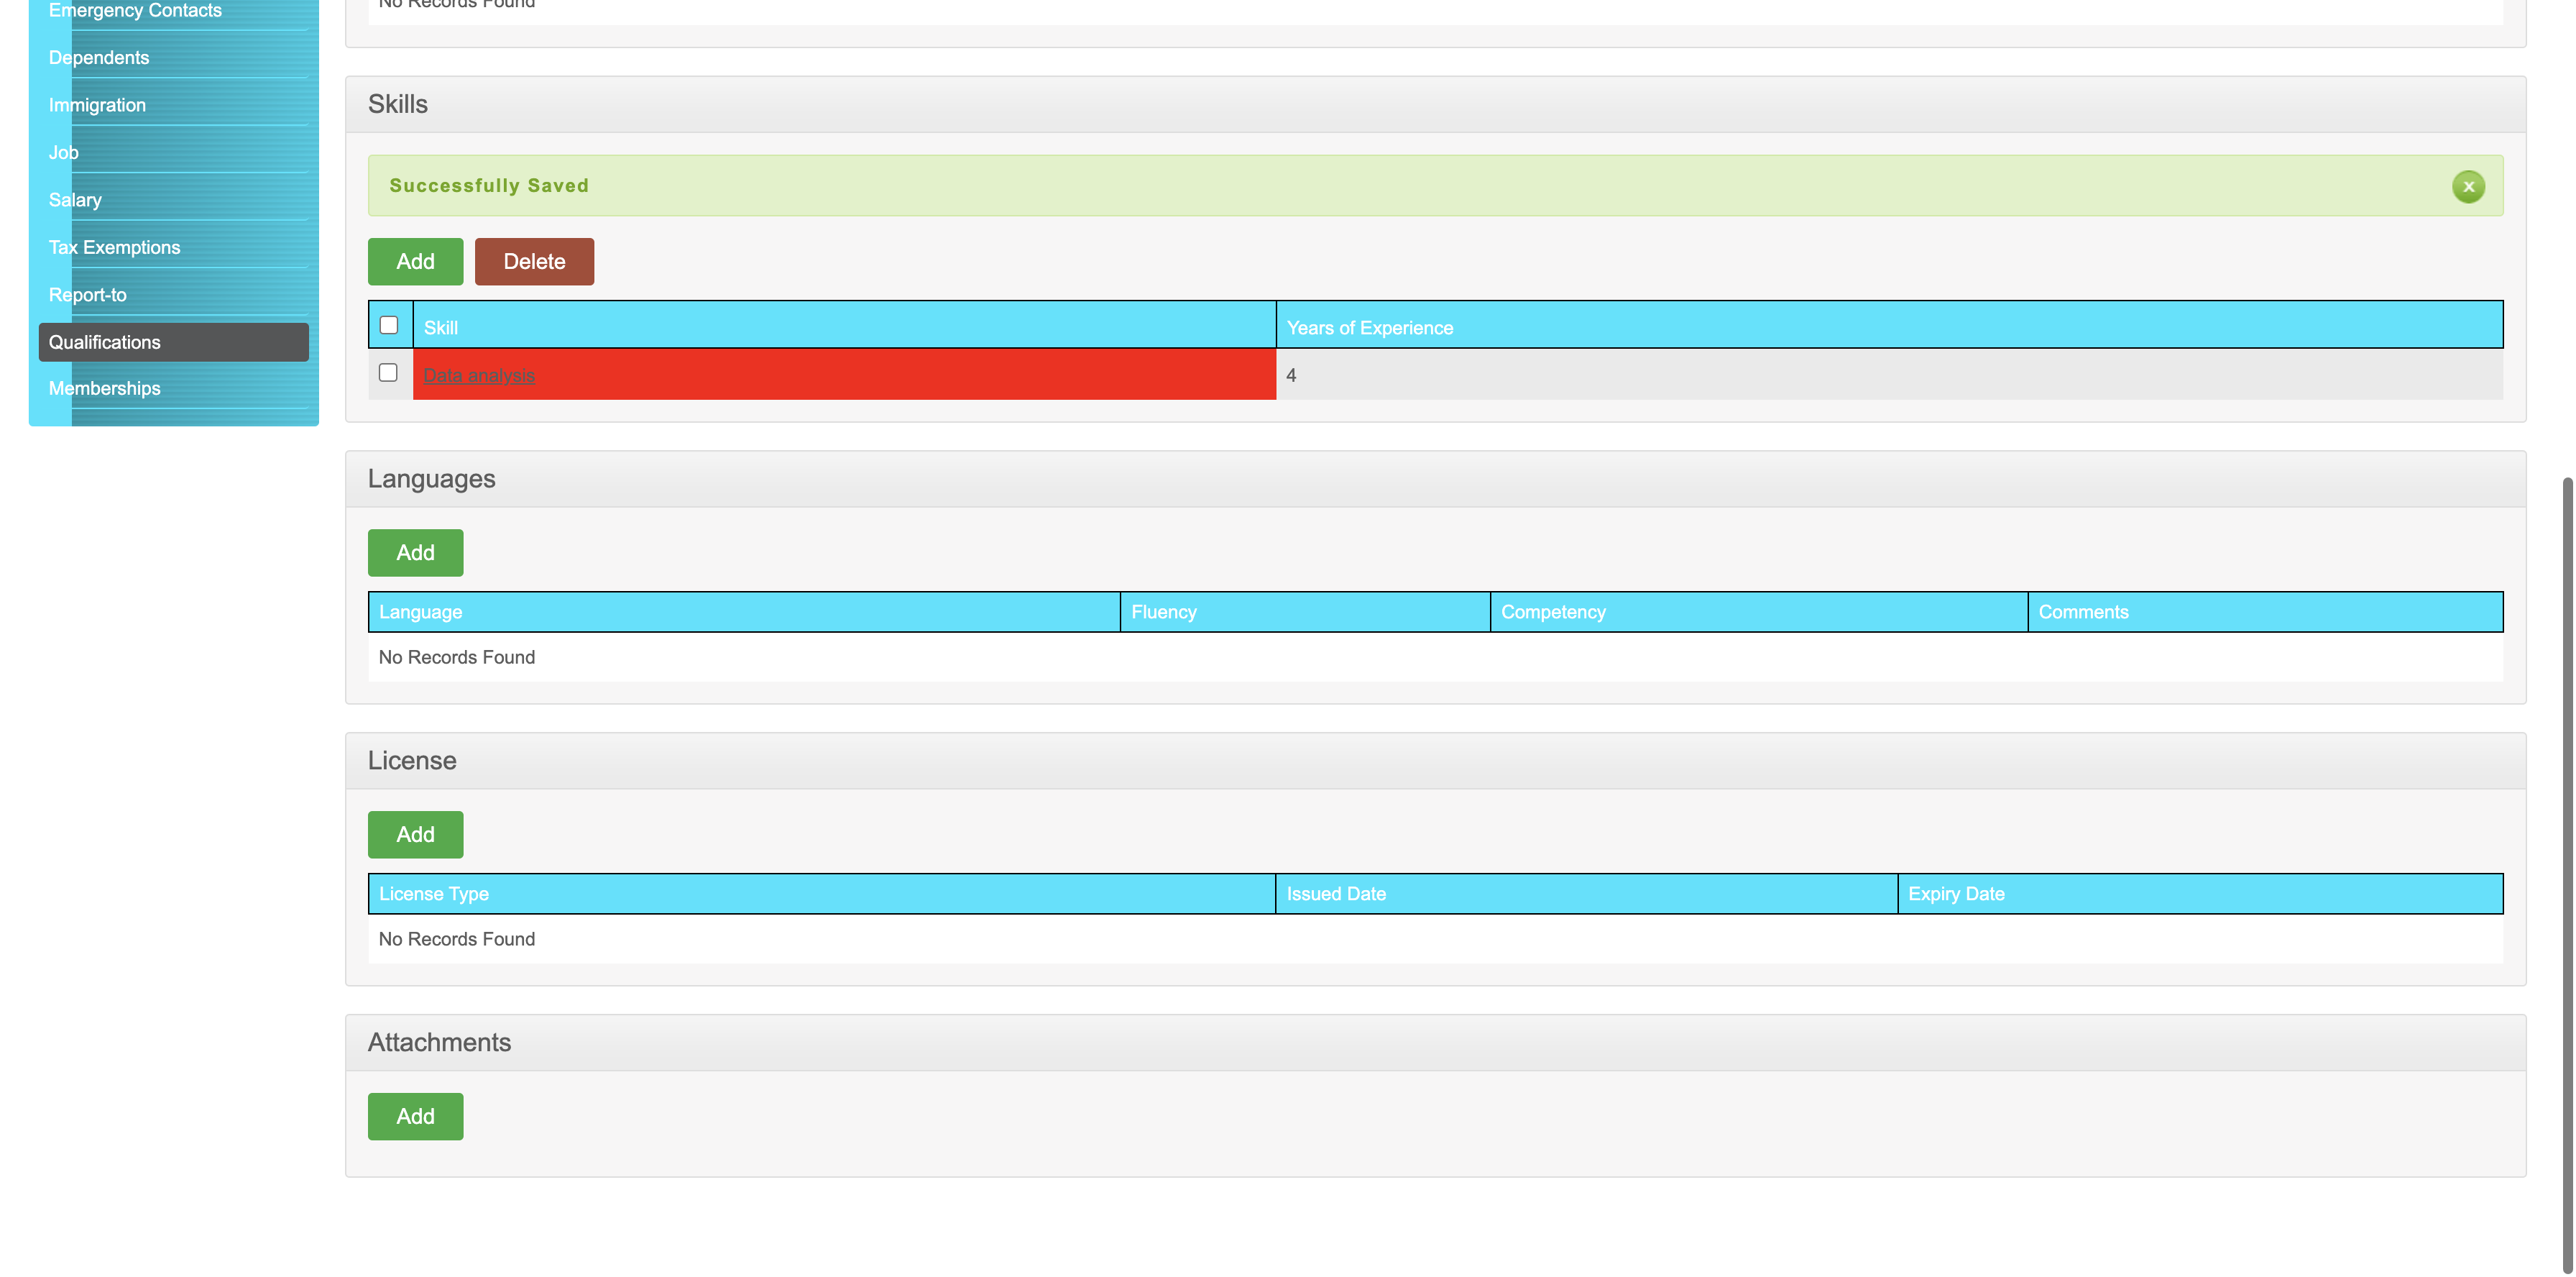 Emergency Contacts
Dependents
Immigration
Job
Salary
Tax Exemptions
Report-to
Qualifications
Memberships
No Records Found
Skills
Successfully Saved
x
Add Delete
Skill Years of Experience
Data analysis 4
Languages
Add
Language Fluency Competency Comments
No Records Found
License
Add
License Type Issued Date Expiry Date
No Records Found
Attachments
Add